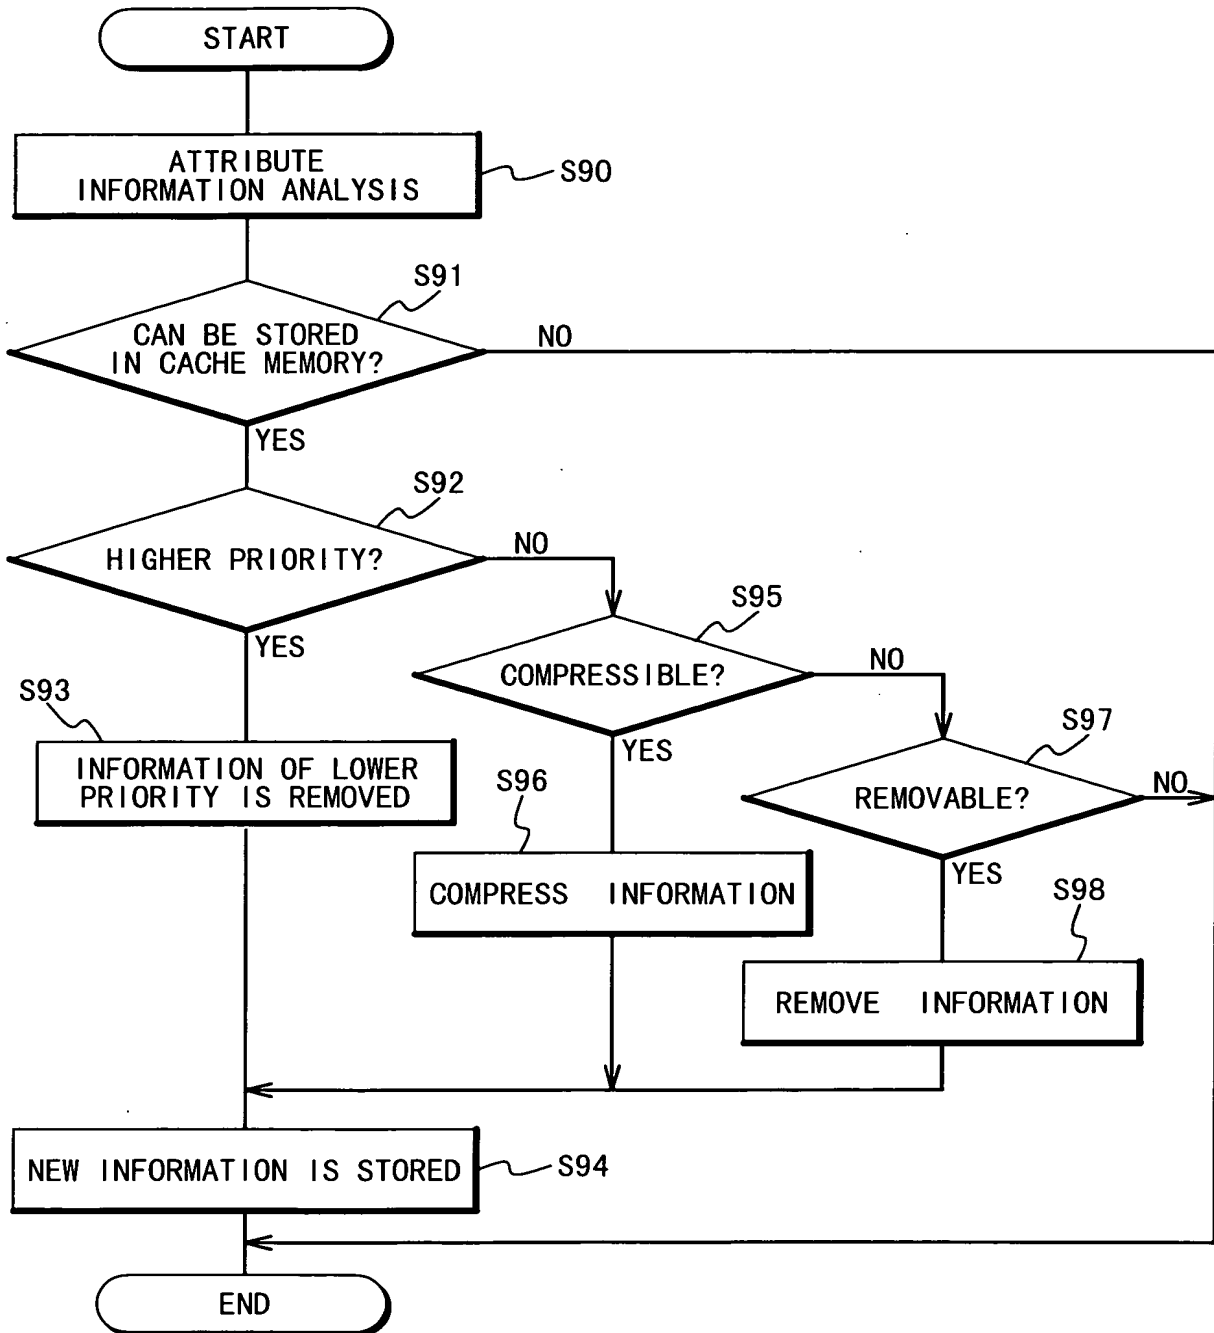 START
ATTRIBUTE
INFORMATION ANALYSIS
S90
S91
CAN BE STORED
IN CACHE MEMORY?
NO
YES
S92
HIGHER PRIORITY?
NO
YES
S95
COMPRESSIBLE?
NO
YES
S93
INFORMATION OF LOWER
PRIORITY IS REMOVED
S97
REMOVABLE?
NO
YES
S96
COMPRESS INFORMATION
S98
REMOVE INFORMATION
NEW INFORMATION IS STORED
S94
END